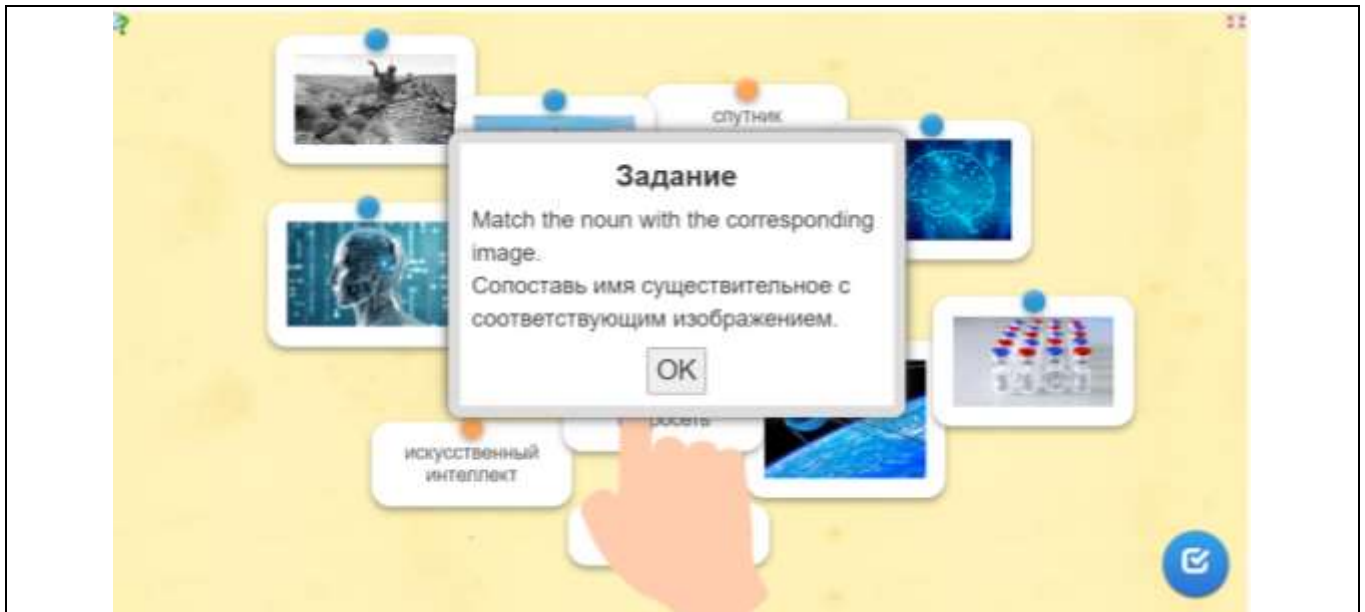 спутник
Задание
Match the noun with the corresponding
image.
Сопоставь имя существительное с
соответствующим изображением.
OK
искусственный
интеллект